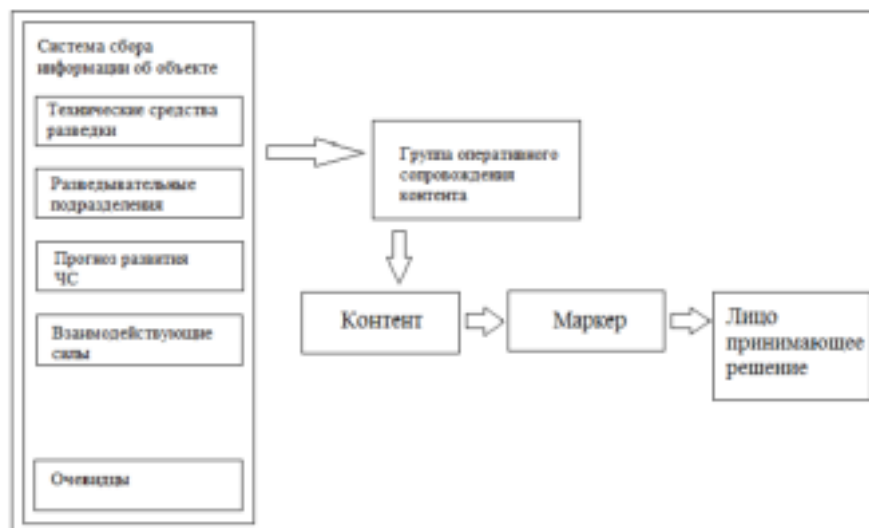 Система сбора
информации об объекте
Технические средства
разведки
Разведывательные
подразделения
Прогноз развития
ЧС
Взаимодействующие
силы
Очевидцы
Группа оперативного
сопровождения
контента
Контент
Маркер
Лицо
принимающее
решение